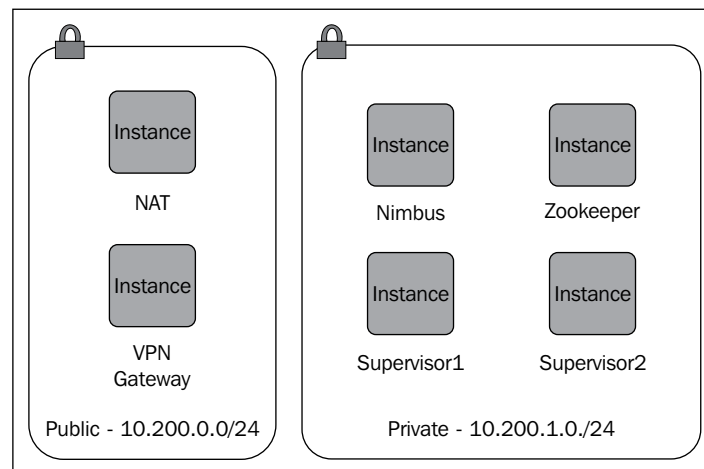 Instance
NAT
Instance
VPN
Gateway
Public - 10.200.0.0/24
Instance
Nimbus
Instance
Zookeeper
Instance
Supervisor1
Instance
Supervisor2
Private - 10.200.1.0./24